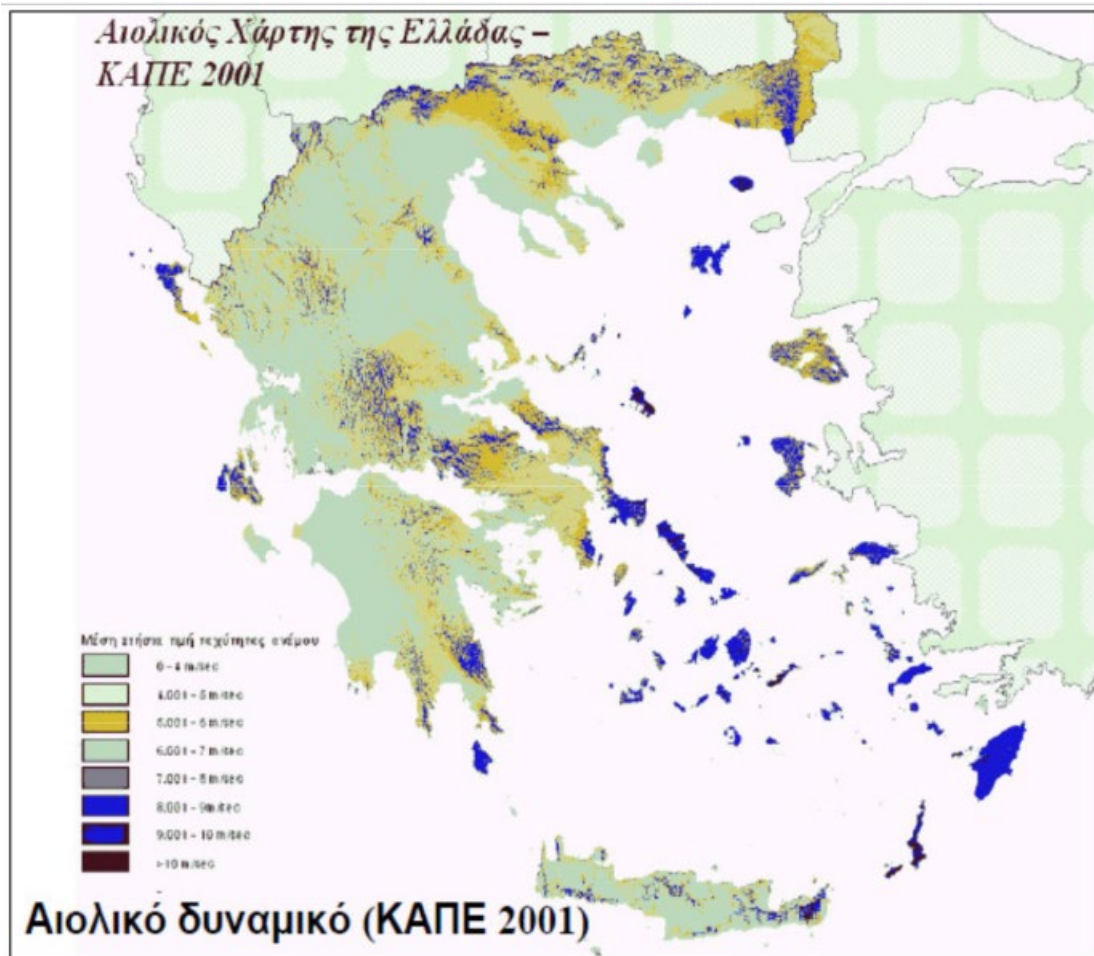 Αιολικός Χάρτης της Ελλάδας –
ΚΑΠΕ 2001
Μέση ετήσια τιμή ταχύτητες ανέμου
0 - 4 m/sec
4.001 - 5 m/sec
5.001 - 6 m/sec
6.001 - 7 m/sec
7.001 - 8 m/sec
8.001 - 9m/sec
9.001 - 10 m/sec
>10 m/sec
Αιολικό δυναμικό (ΚΑΠΕ 2001)